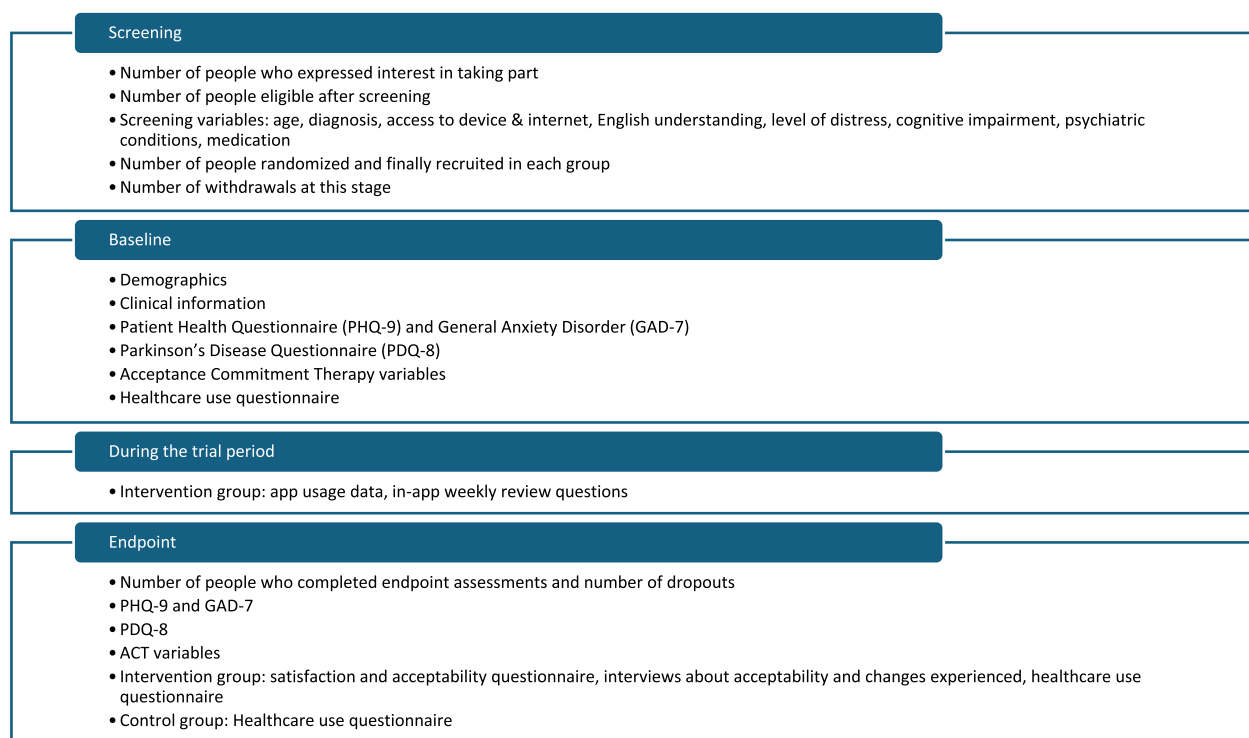 Screening
• Number of people who expressed interest in taking part
• Number of people eligible after screening
• Screening variables: age, diagnosis, access to device & internet, English understanding, level of distress, cognitive impairment, psychiatric
conditions, medication
• Number of people randomized and finally recruited in each group
• Number of withdrawals at this stage
Baseline
• Demographics
• Clinical information
• Patient Health Questionnaire (PHQ-9) and General Anxiety Disorder (GAD-7)
• Parkinson’s Disease Questionnaire (PDQ-8)
• Acceptance Commitment Therapy variables
• Healthcare use questionnaire
During the trial period
• Intervention group: app usage data, in-app weekly review questions
Endpoint
• Number of people who completed endpoint assessments and number of dropouts
• PHQ-9 and GAD-7
• PDQ-8
• ACT variables
• Intervention group: satisfaction and acceptability questionnaire, interviews about acceptability and changes experienced, healthcare use
questionnaire
• Control group: Healthcare use questionnaire